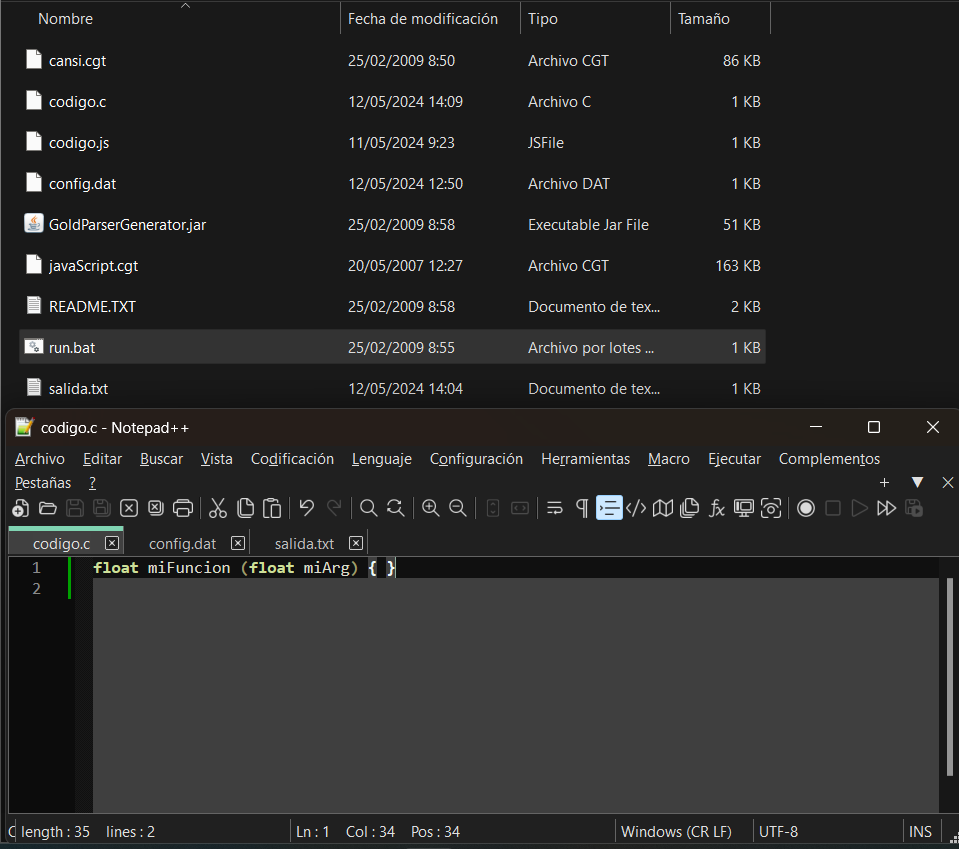 Nombre Fecha de modificación Tipo Tamaño
cansi.cgt 25/02/2009 8:50 Archivo CGT 86 KB
codigo.c 12/05/2024 14:09 Archivo C 1 KB
codigo.js 11/05/2024 9:23 JSFile 1 KB
config.dat 12/05/2024 12:50 Archivo DAT 1 KB
GoldParserGenerator.jar 25/02/2009 8:58 Executable Jar File 51 KB
javaScript.cgt 20/05/2007 12:27 Archivo CGT 163 KB
README.TXT 25/02/2009 8:58 Documento de tex... 2 KB
run.bat 25/02/2009 8:55 Archivo por lotes ... 1 KB
salida.txt 12/05/2024 14:04 Documento de tex... 1 KB
codigo.c - Notepad++
Archivo Editar Buscar Vista Codificación Lenguaje Configuración Herramientas Macro Ejecutar Complementos
Pestañas ?
codigo.c config.dat salida.txt
1 float miFuncion (float miArg) { }
2
C length : 35 lines : 2 Ln : 1 Col : 34 Pos : 34 Windows (CR LF) UTF-8 INS